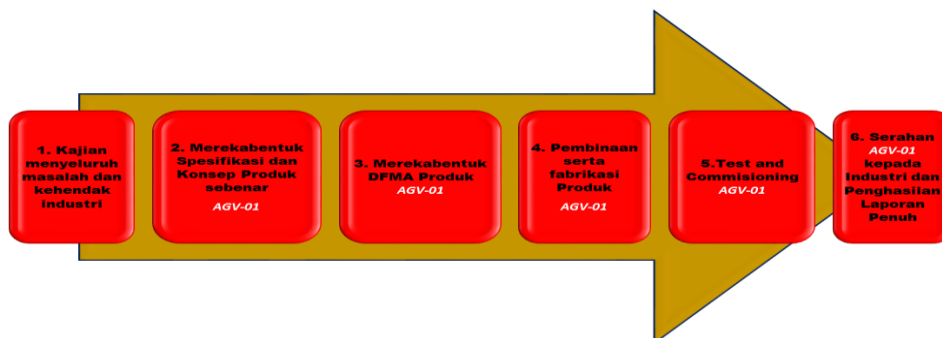 1. Kajian
menyeluruh
masalah dan
kehendak
industri
2. Merekabentuk
Spesifikasi dan
Konsep Produk
sebenar
AGV-01
3. Merekabentuk
DFMA Produk
AGV-01
4. Pembinaan
serta
fabrikasi
Produk
AGV-01
5.Test and
Commisioning
AGV-01
6. Serahan
AGV-01
kepada
Industri dan
Penghasilan
Laporan
Penuh